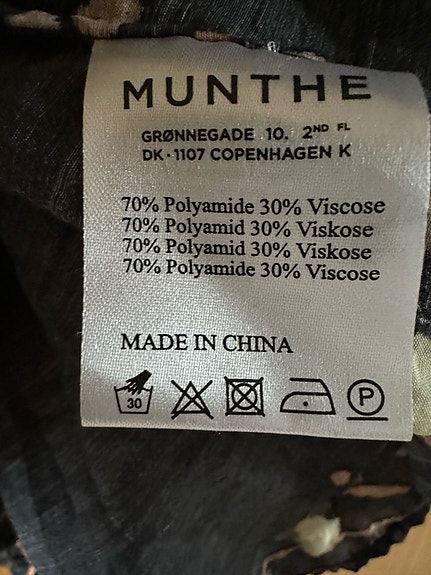 MUNTHE
GRØNNEGADE 10. 2ND FL
DK·1107 COPENHAGEN K
70% Polyamide 30% Viscose
70% Polyamid 30% Viskose
70% Polyamid 30% Viskose
70% Polyamide 30% Viscose
MADE IN CHINA
30 P